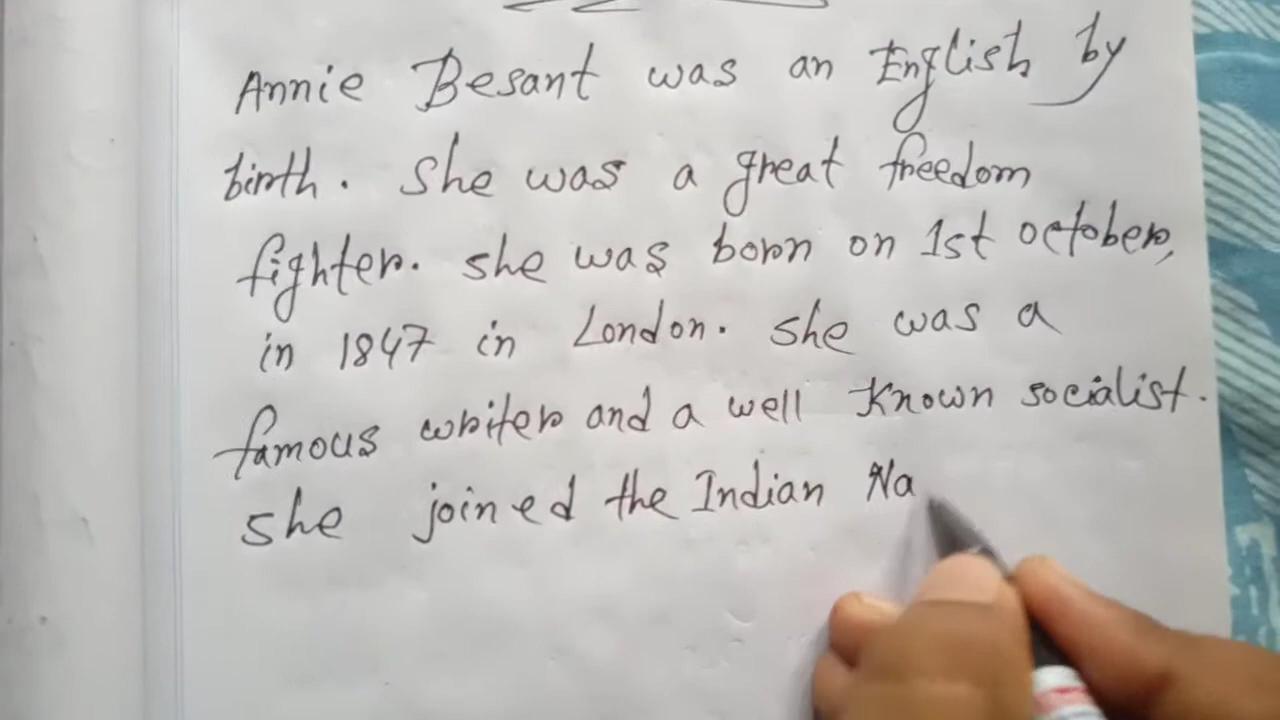 Annie Besant was an English by
birth. She was a great freedom
fighter. she was born on 1st october,
in 1847 in London. she was a
famous writer and a well known socialist.
she joined the Indian Na